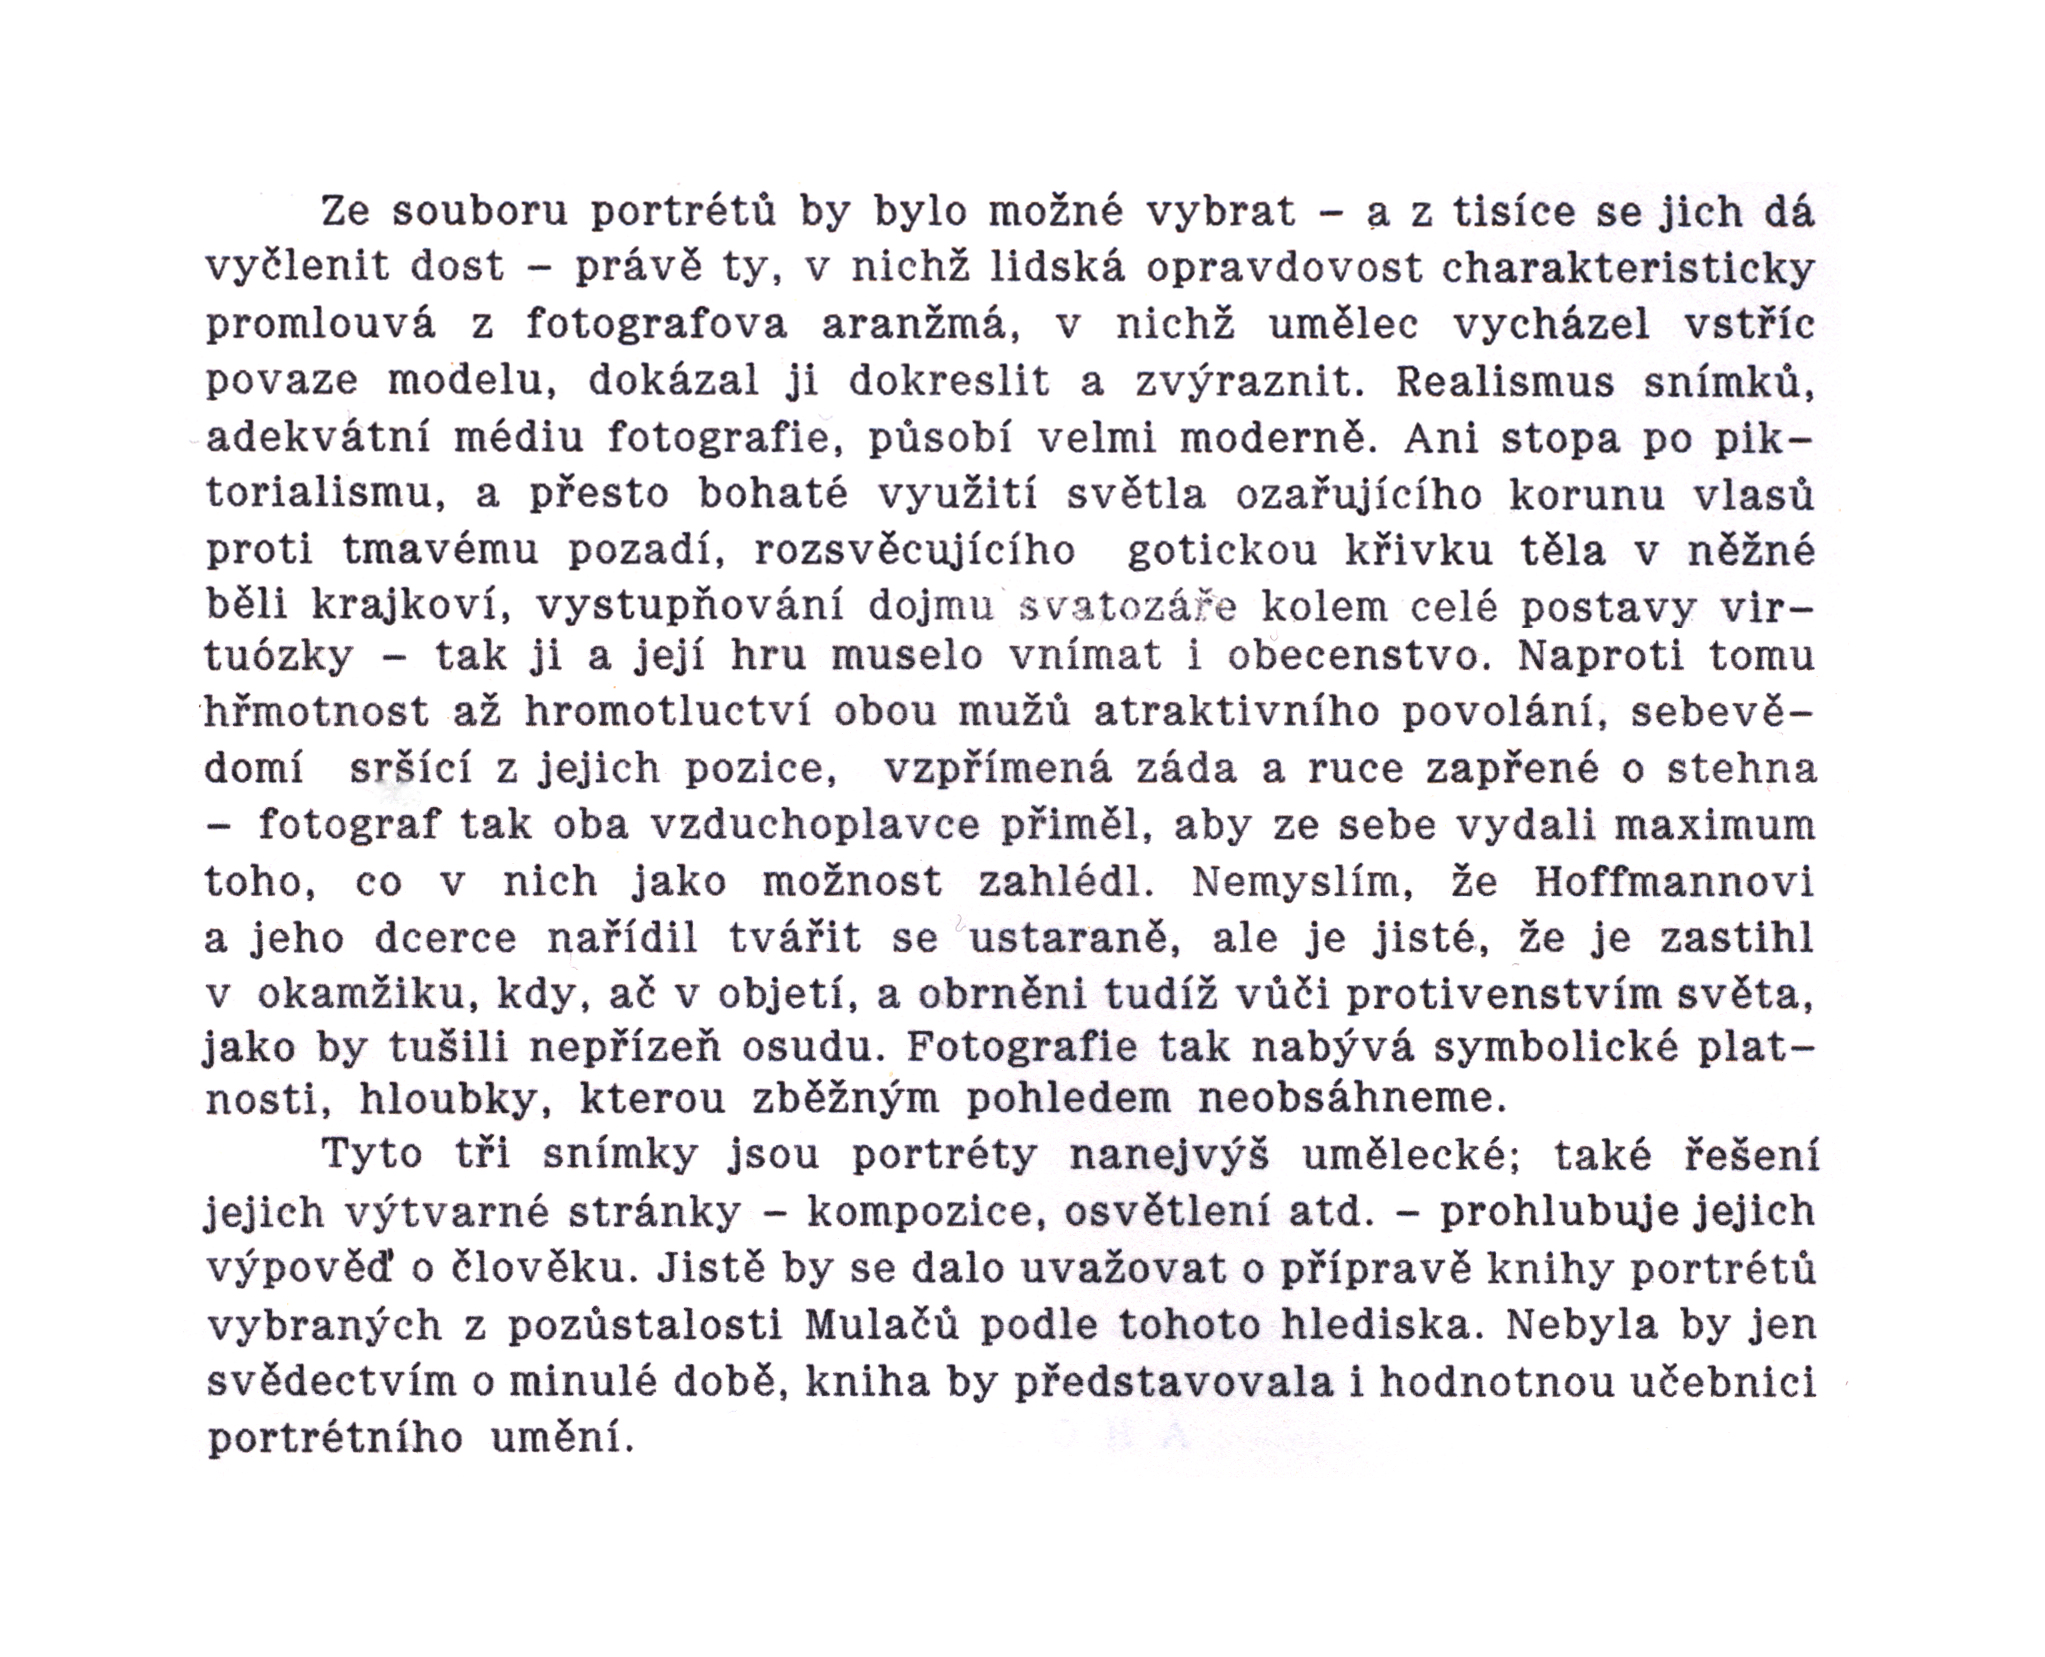 Ze souboru portrétů by bylo možné vybrat – a z tisíce se jich dá
vyčlenit dost – právě ty, v nichž lidská opravdovost charakteristicky
promlouvá z fotografova aranžmá, v nichž umělec vycházel vstříc
povaze modelu, dokázal ji dokreslit a zvýraznit. Realismus snímků,
adekvátní médiu fotografie, působí velmi moderně. Ani stopa po pik-
torialismu, a přesto bohaté využití světla ozařujícího korunu vlasů
proti tmavému pozadí, rozsvěcujícího gotickou křivku těla v něžné
běli krajkoví, vystupňování dojmu svatozáře kolem celé postavy vir-
tuózky – tak ji a její hru muselo vnímat i obecenstvo. Naproti tomu
hřmotnost až hromotluctví obou mužů atraktivního povolání, sebevě-
domí sršící z jejich pozice, vzpřímená záda a ruce zapřené o stehna
– fotograf tak oba vzduchoplavce přiměl, aby ze sebe vydali maximum
toho, co v nich jako možnost zahlédl. Nemyslím, že Hoffmannovi
a jeho dcerce nařídil tvářit se ustaraně, ale je jisté, že je zastihl
v okamžiku, kdy, ač v objetí, a obrněni tudíž vůči protivenstvím světa,
jako by tušili nepřízeň osudu. Fotografie tak nabývá symbolické plat-
nosti, hloubky, kterou zběžným pohledem neobsáhneme.
Tyto tři snímky jsou portréty nanejvýš umělecké; také řešení
jejich výtvarné stránky – kompozice, osvětlení atd. – prohlubuje jejich
výpověď o člověku. Jistě by se dalo uvažovat o přípravě knihy portrétů
vybraných z pozůstalosti Mulačů podle tohoto hlediska. Nebyla by jen
svědectvím o minulé době, kniha by představovala i hodnotnou učebnici
portrétního umění.